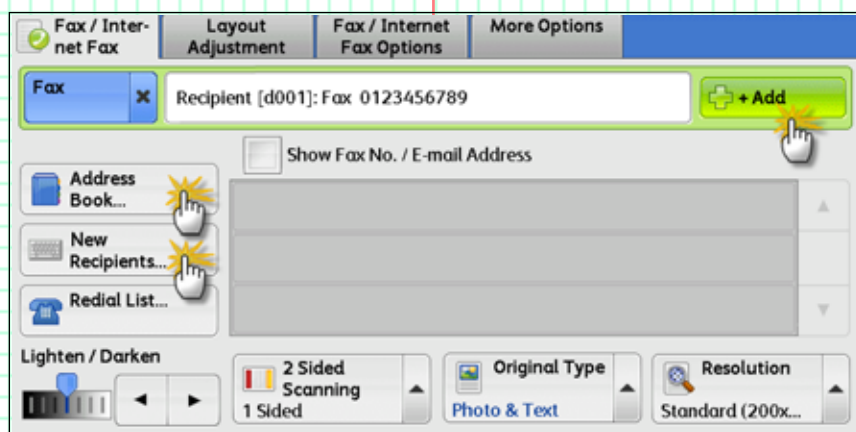 Fax / Inter-
net Fax
Layout
Adjustment
Fax / Internet
Fax Options
More Options
Fax
Recipient [d001]: Fax 0123456789
+ Add
Show Fax No. / E-mail Address
Address
Book...
New
Recipients...
Redial List...
Lighten / Darken
2 Sided
Scanning
1 Sided
Original Type
Photo & Text
Resolution
Standard (200x...